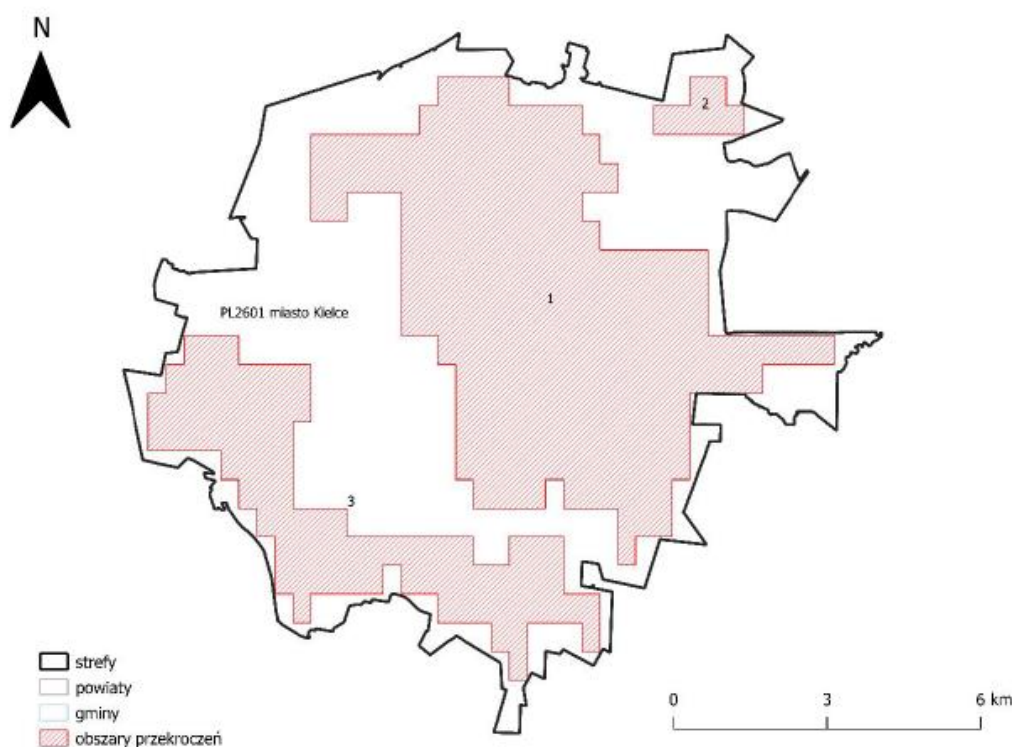 N
2
1
PL2601 miasto Kielce
3
strefy
powiaty
gminy
obszary przekroczeń
0 3 6 km